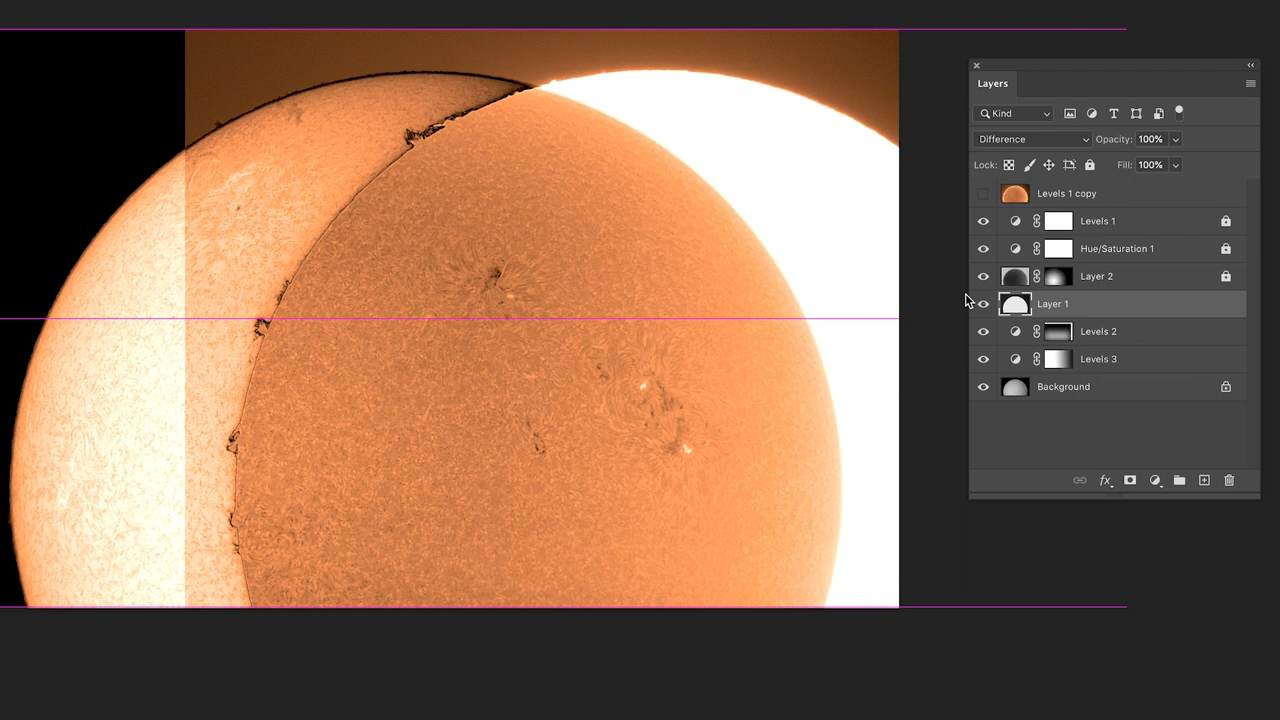 Layers
Kind
Difference Opacity: 100%
Lock: Fill: 100%
Levels 1 copy
Levels 1
Hue/Saturation 1
Layer 2
Layer 1
Levels 2
Levels 3
Background
fx